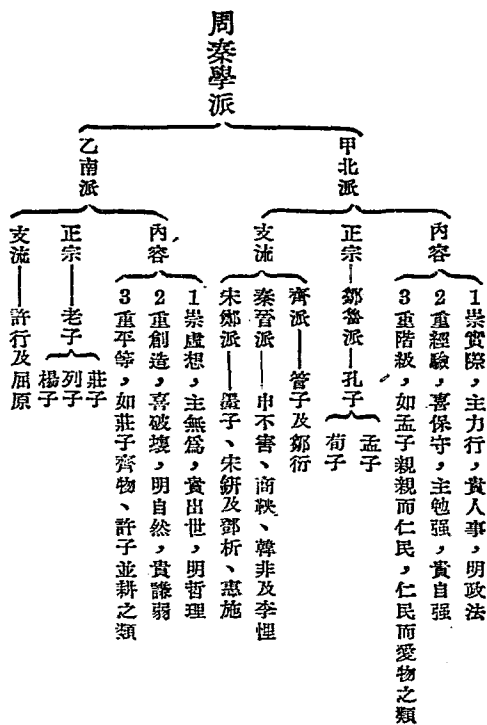 周秦學派
甲北派
內容
1崇實際，主力行，貴人事，明政法
2重經驗，喜保守，主勉强，貴自强
3重階級，如孟子親親而仁民，仁民而愛物之類
正宗——鄒魯派——孔子
孟子
荀子
支流
齊派——管子及鄒衍
秦晉派——申不害、商鞅、韓非及李悝
宋鄭派——墨子、宋鈃及鄧析、惠施
乙南派
內容
1崇虛想，主無爲，貴出世，明哲理
2重創造，喜破壞，明自然，貴謙弱
3重平等，如莊子齊物、許子並耕之類
正宗——老子
莊子
列子
楊子
支流——許行及屈原